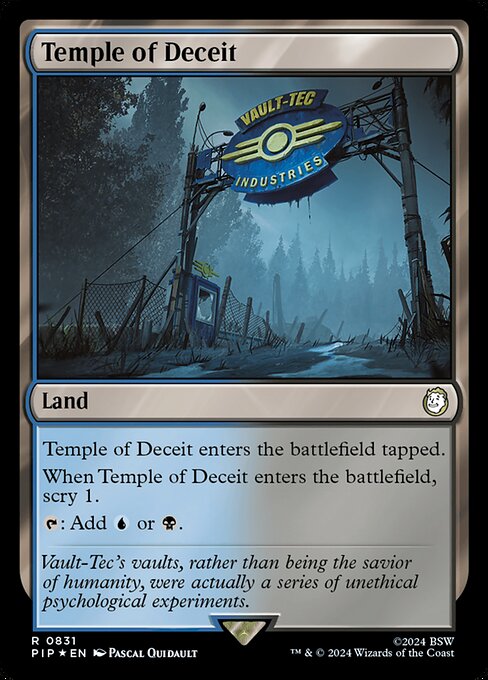 Temple of Deceit
VAULT-TEC
INDUSTRIES
Land
Temple of Deceit enters the battlefield tapped.
When Temple of Deceit enters the battlefield,
scry 1.
: Add or .
Vault-Tec's vaults, rather than being the savior
of humanity, were actually a series of unethical
psychological experiments.
R 0831
PIP ★ EN Pascal Quidault
©2024 BSW
™ & © 2024 Wizards of the Coast